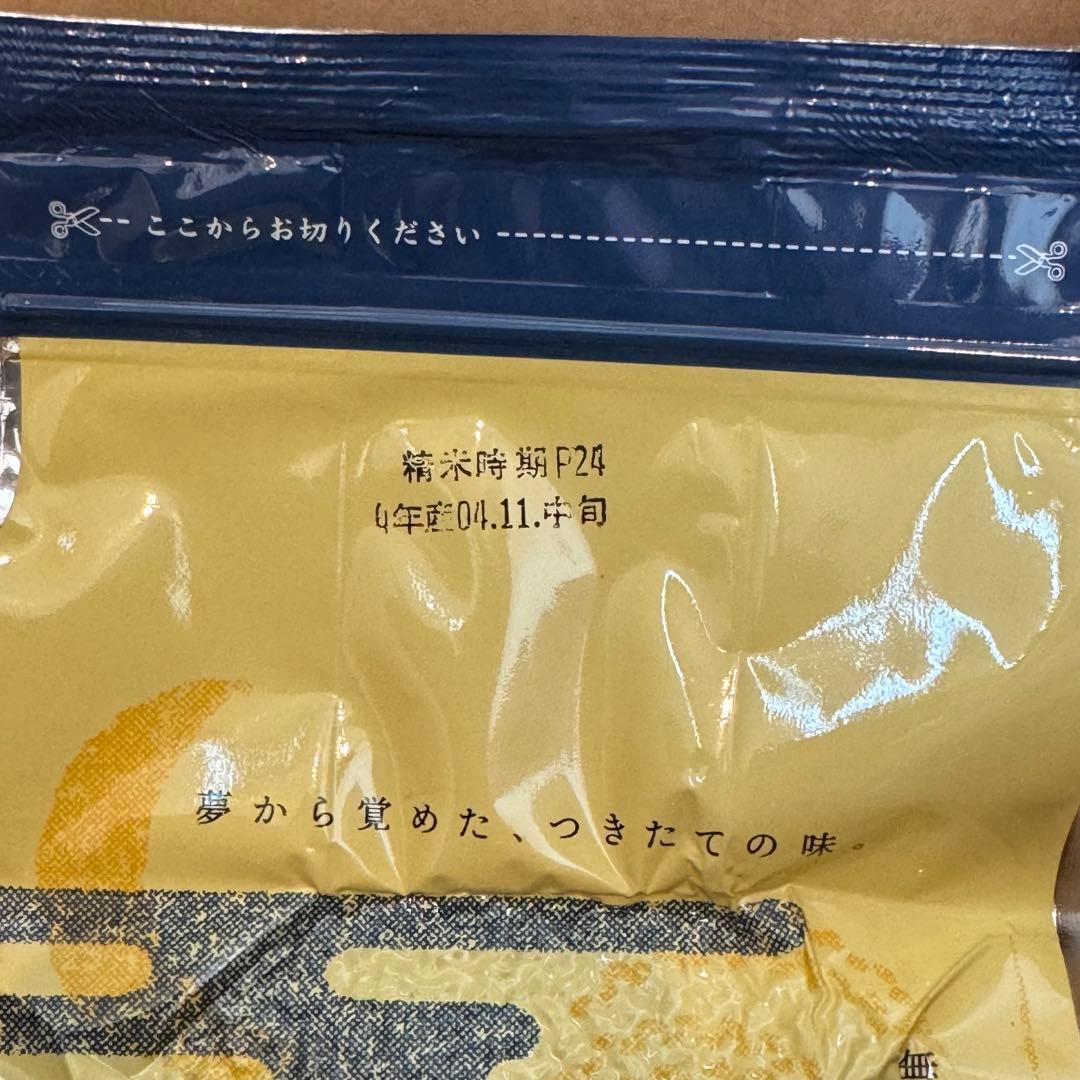 ここからお切りください
精米時期P24
4年産04.11.中旬
夢から覚めた、つきたての味。
無